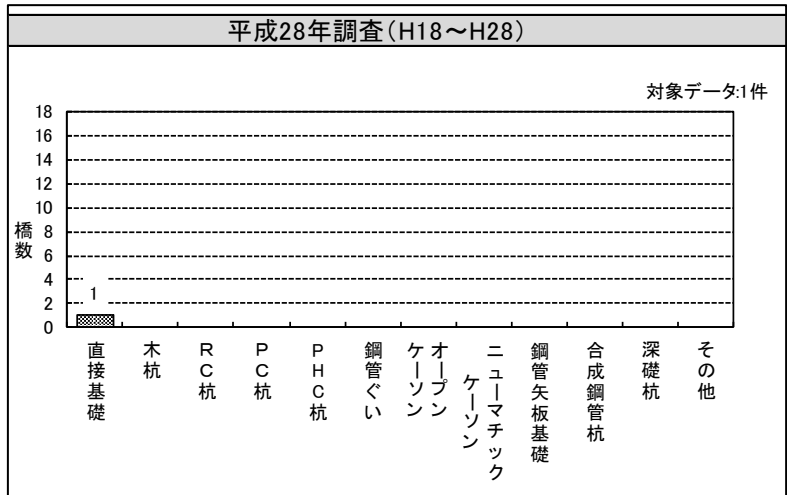 平成28年調査(H18～H28)
対象データ:1件
18
16
14
12
10
8
6
4
2
0
橋数
1
直接基礎
木杭
RC杭
PC杭
PHC杭
鋼管ぐい
オープン
ケーソン
ニューマチック
ケーソン
鋼管矢板基礎
合成鋼管杭
深礎杭
その他